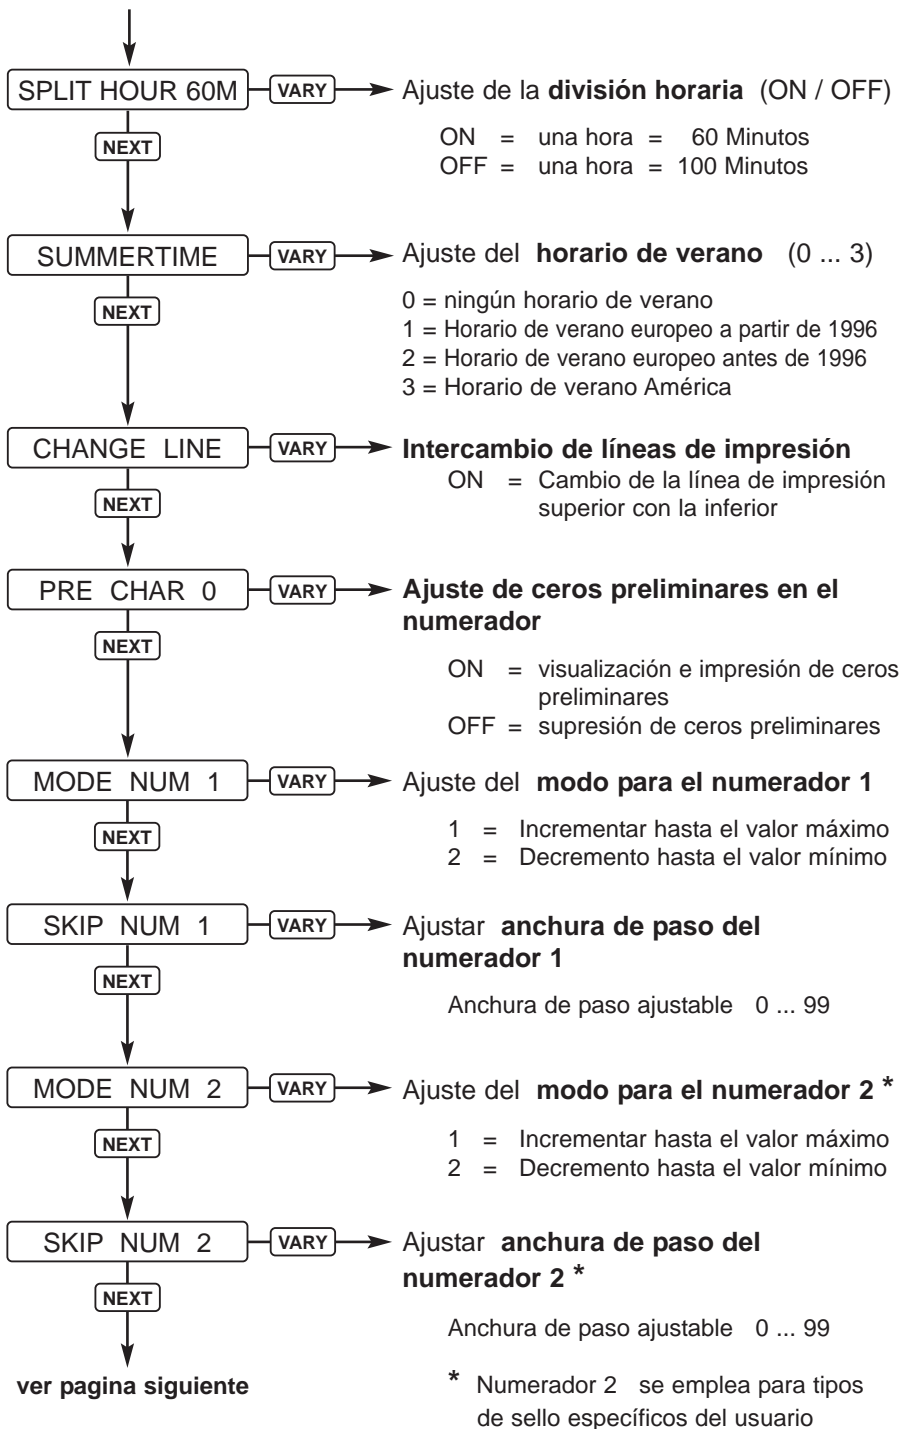 SPLIT HOUR 60M VARY Ajuste de la división horaria (ON / OFF)
ON = una hora = 60 Minutos
NEXT
OFF = una hora = 100 Minutos
SUMMERTIME VARY Ajuste del horario de verano (0 ... 3)
NEXT
0 = ningún horario de verano
1 = Horario de verano europeo a partir de 1996
2 = Horario de verano europeo antes de 1996
3 = Horario de verano América
CHANGE LINE VARY Intercambio de líneas de impresión
ON = Cambio de la línea de impresión
NEXT
superior con la inferior
PRE CHAR 0 VARY Ajuste de ceros preliminares en el
numerador
NEXT
ON = visualización e impresión de ceros
preliminares
OFF = supresión de ceros preliminares
MODE NUM 1 VARY Ajuste del modo para el numerador 1
NEXT
1 = Incrementar hasta el valor máximo
2 = Decremento hasta el valor mínimo
SKIP NUM 1 VARY Ajustar anchura de paso del
numerador 1
NEXT
Anchura de paso ajustable 0 ... 99
MODE NUM 2 VARY Ajuste del modo para el numerador 2 *
NEXT
1 = Incrementar hasta el valor máximo
2 = Decremento hasta el valor mínimo
SKIP NUM 2 VARY Ajustar anchura de paso del
numerador 2 *
NEXT
Anchura de paso ajustable 0 ... 99
ver pagina siguiente
* Numerador 2 se emplea para tipos
de sello específicos del usuario